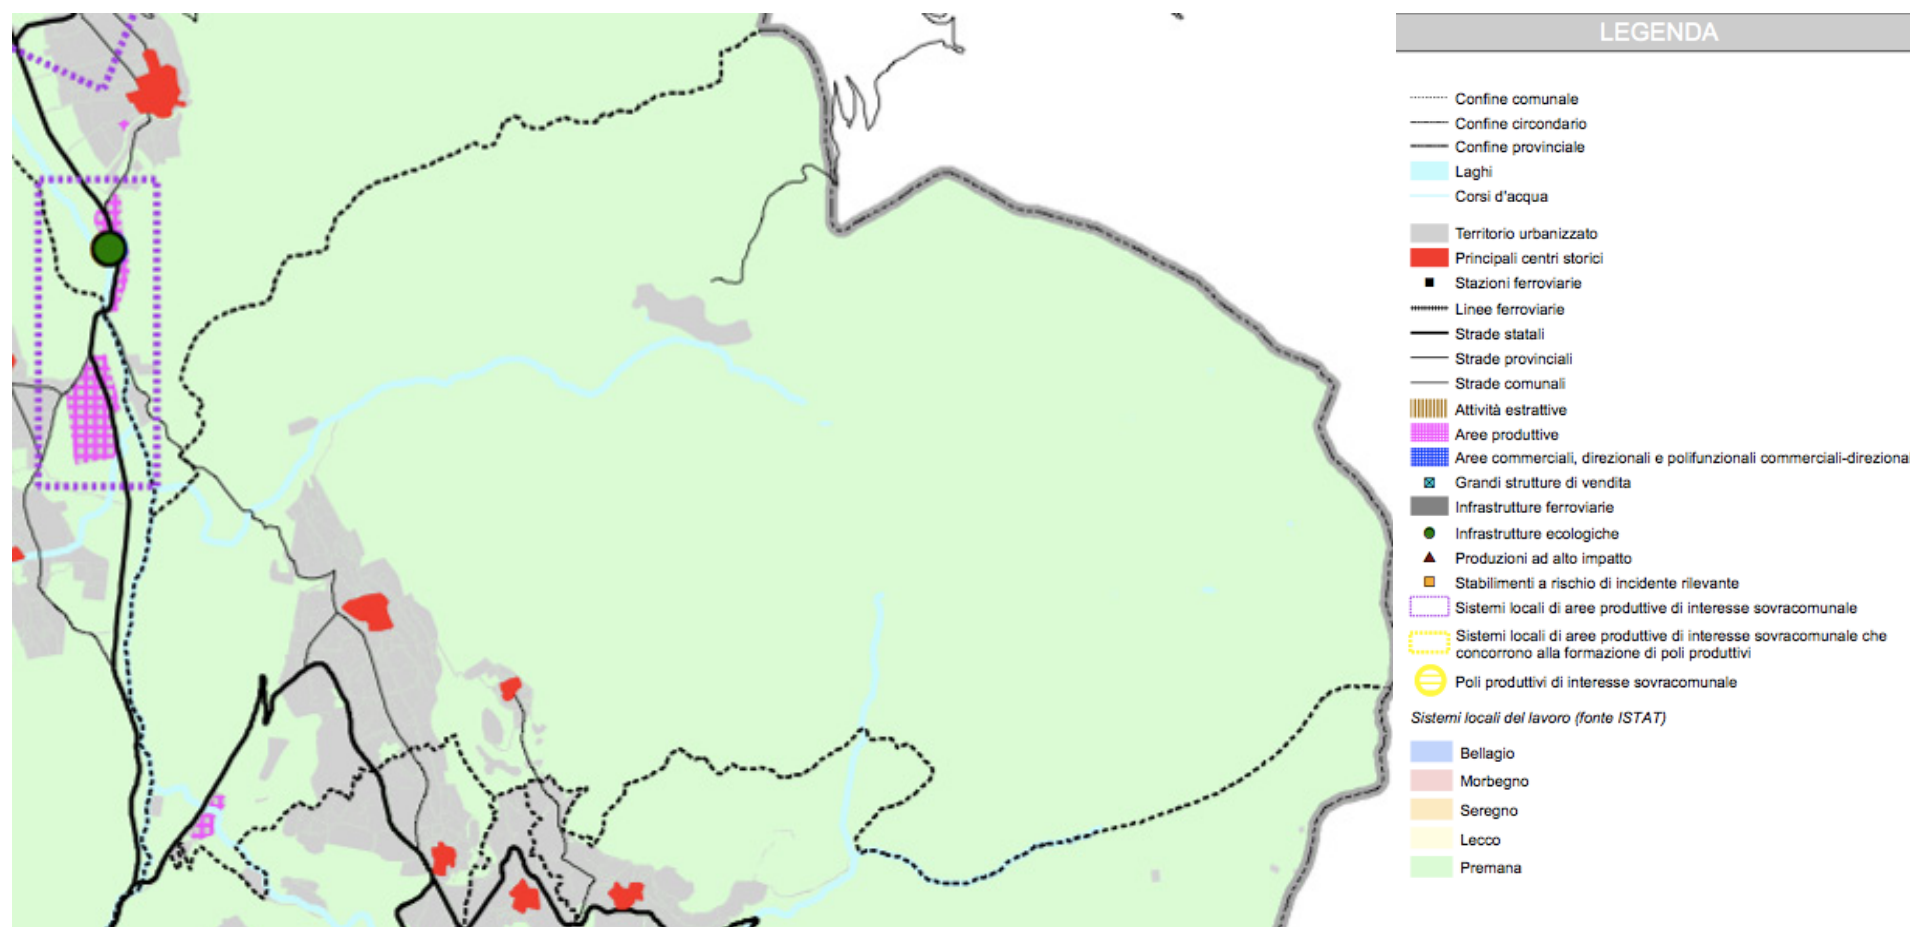 LEGENDA
Confine comunale
Confine circondario
Confine provinciale
Laghi
Corsi d'acqua
Territorio urbanizzato
Principali centri storici
Stazioni ferroviarie
Linee ferroviarie
Strade statali
Strade provinciali
Strade comunali
Attività estrattive
Aree produttive
Aree commerciali, direzionali e polifunzionali commerciali-direzional
Grandi strutture di vendita
Infrastrutture ferroviarie
Infrastrutture ecologiche
Produzioni ad alto impatto
Stabilimenti a rischio di incidente rilevante
Sistemi locali di aree produttive di interesse sovracomunale
Sistemi locali di aree produttive di interesse sovracomunale che
concorrono alla formazione di poli produttivi
Poli produttivi di interesse sovracomunale
Sistemi locali del lavoro (fonte ISTAT)
Bellagio
Morbegno
Seregno
Lecco
Premana